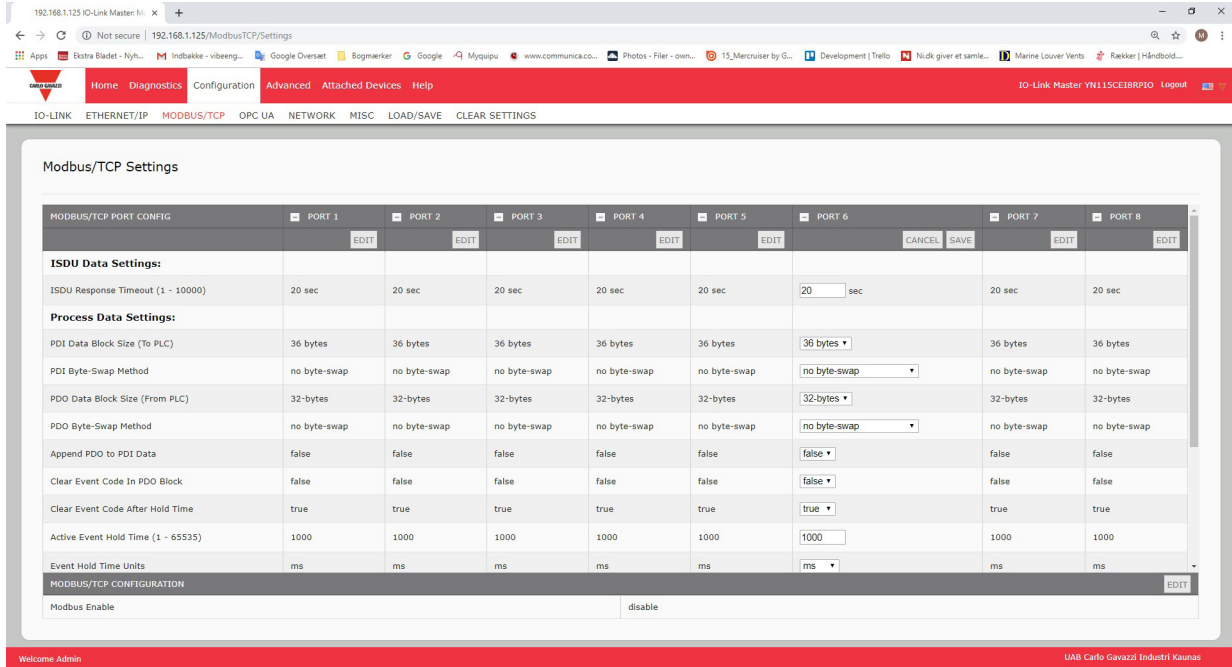 192.168.1.125 IO-Link Master: M
Not secure | 192.168.1.125/ModbusTCP/Settings
Apps Ekstra Bladet - Nyh... Indbakke - vibeeng... Google Oversæt Bogmærker Google Myquipu www.communica.co... Photos - Filer - own... 15_Mercruiser by G... Development | Trello Ni.dk giver et samle... Marine Louver Vents Rækker | Håndbold....
CARLO GAVAZZI Home Diagnostics Configuration Advanced Attached Devices Help IO-Link Master YN115CEI8RPIO Logout
IO-LINK ETHERNET/IP MODBUS/TCP OPC UA NETWORK MISC LOAD/SAVE CLEAR SETTINGS
Modbus/TCP Settings
MODBUS/TCP PORT CONFIG PORT 1 PORT 2 PORT 3 PORT 4 PORT 5 PORT 6 PORT 7 PORT 8
EDIT EDIT EDIT EDIT EDIT CANCEL SAVE EDIT EDIT
ISDU Data Settings:
ISDU Response Timeout (1 - 10000) 20 sec 20 sec 20 sec 20 sec 20 sec 20 sec 20 sec 20 sec
Process Data Settings:
PDI Data Block Size (To PLC) 36 bytes 36 bytes 36 bytes 36 bytes 36 bytes 36 bytes 36 bytes 36 bytes
PDI Byte-Swap Method no byte-swap no byte-swap no byte-swap no byte-swap no byte-swap no byte-swap no byte-swap no byte-swap
PDO Data Block Size (From PLC) 32-bytes 32-bytes 32-bytes 32-bytes 32-bytes 32-bytes 32-bytes 32-bytes
PDO Byte-Swap Method no byte-swap no byte-swap no byte-swap no byte-swap no byte-swap no byte-swap no byte-swap no byte-swap
Append PDO to PDI Data false false false false false false false false
Clear Event Code In PDO Block false false false false false false false false
Clear Event Code After Hold Time true true true true true true true true
Active Event Hold Time (1 - 65535) 1000 1000 1000 1000 1000 1000 1000 1000
Event Hold Time Units ms ms ms ms ms ms ms ms
MODBUS/TCP CONFIGURATION EDIT
Modbus Enable disable
Welcome Admin UAB Carlo Gavazzi Industri Kaunas